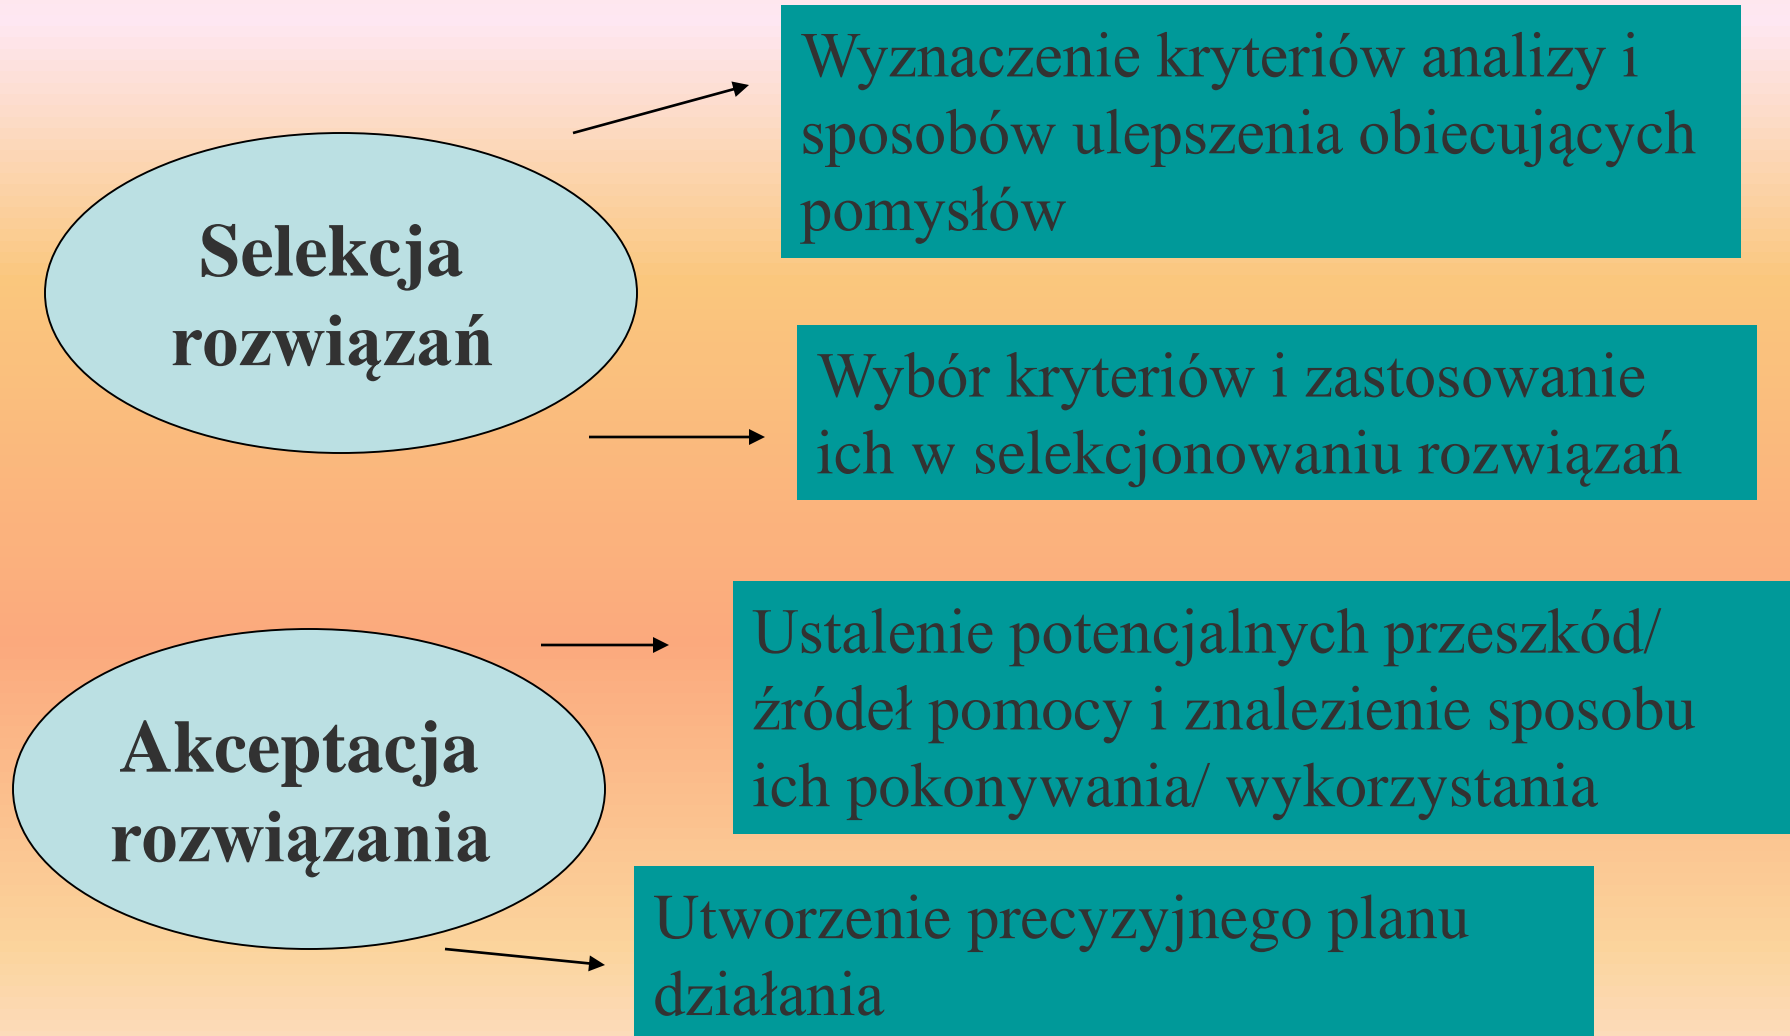 Selekcja
rozwiązań
Wyznaczenie kryteriów analizy i
sposobów ulepszenia obiecujących
pomysłów
Wybór kryteriów i zastosowanie
ich w selekcjonowaniu rozwiązań
Akceptacja
rozwiązania
Ustalenie potencjalnych przeszkód/
źródeł pomocy i znalezienie sposobu
ich pokonywania/ wykorzystania
Utworzenie precyzyjnego planu
działania